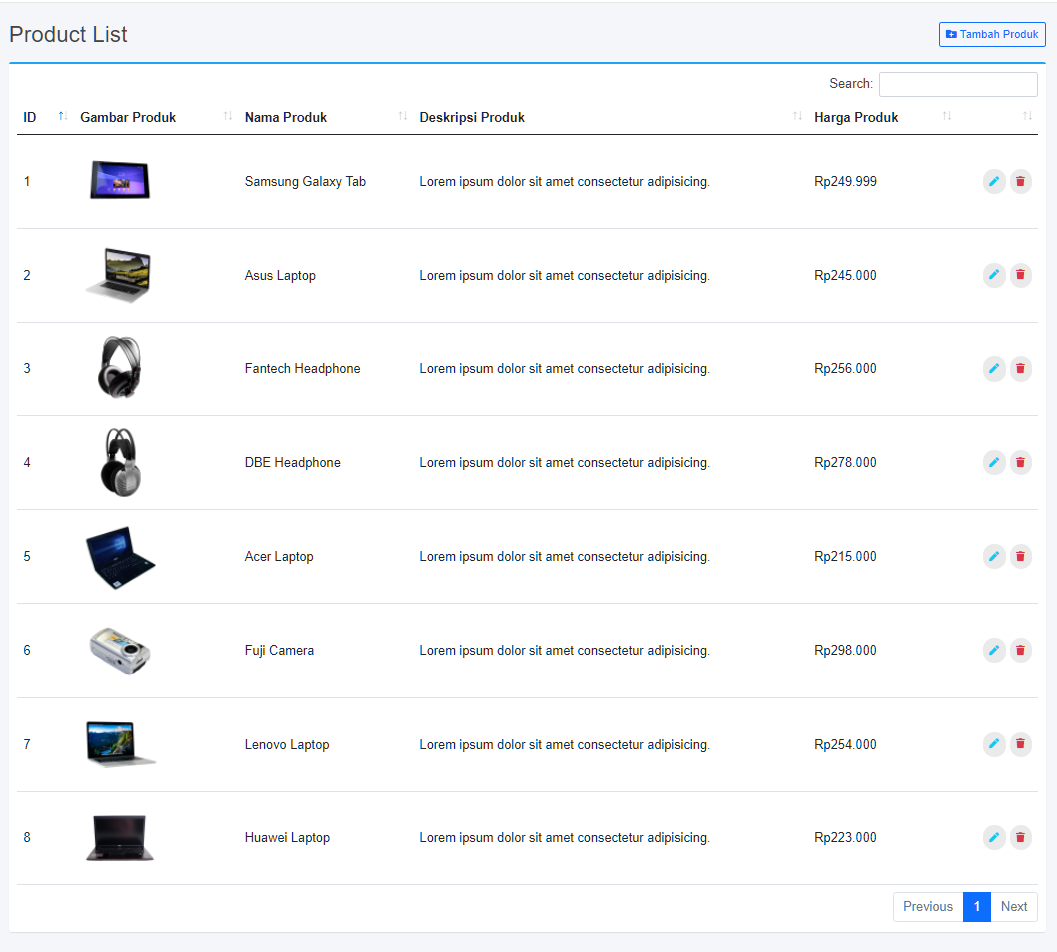 Product List
Tambah Produk
Search:
ID Gambar Produk Nama Produk Deskripsi Produk Harga Produk
1 Samsung Galaxy Tab Lorem ipsum dolor sit amet consectetur adipisicing. Rp249.999
2 Asus Laptop Lorem ipsum dolor sit amet consectetur adipisicing. Rp245.000
3 Fantech Headphone Lorem ipsum dolor sit amet consectetur adipisicing. Rp256.000
4 DBE Headphone Lorem ipsum dolor sit amet consectetur adipisicing. Rp278.000
5 Acer Laptop Lorem ipsum dolor sit amet consectetur adipisicing. Rp215.000
6 Fuji Camera Lorem ipsum dolor sit amet consectetur adipisicing. Rp298.000
7 Lenovo Laptop Lorem ipsum dolor sit amet consectetur adipisicing. Rp254.000
8 Huawei Laptop Lorem ipsum dolor sit amet consectetur adipisicing. Rp223.000
Previous 1 Next